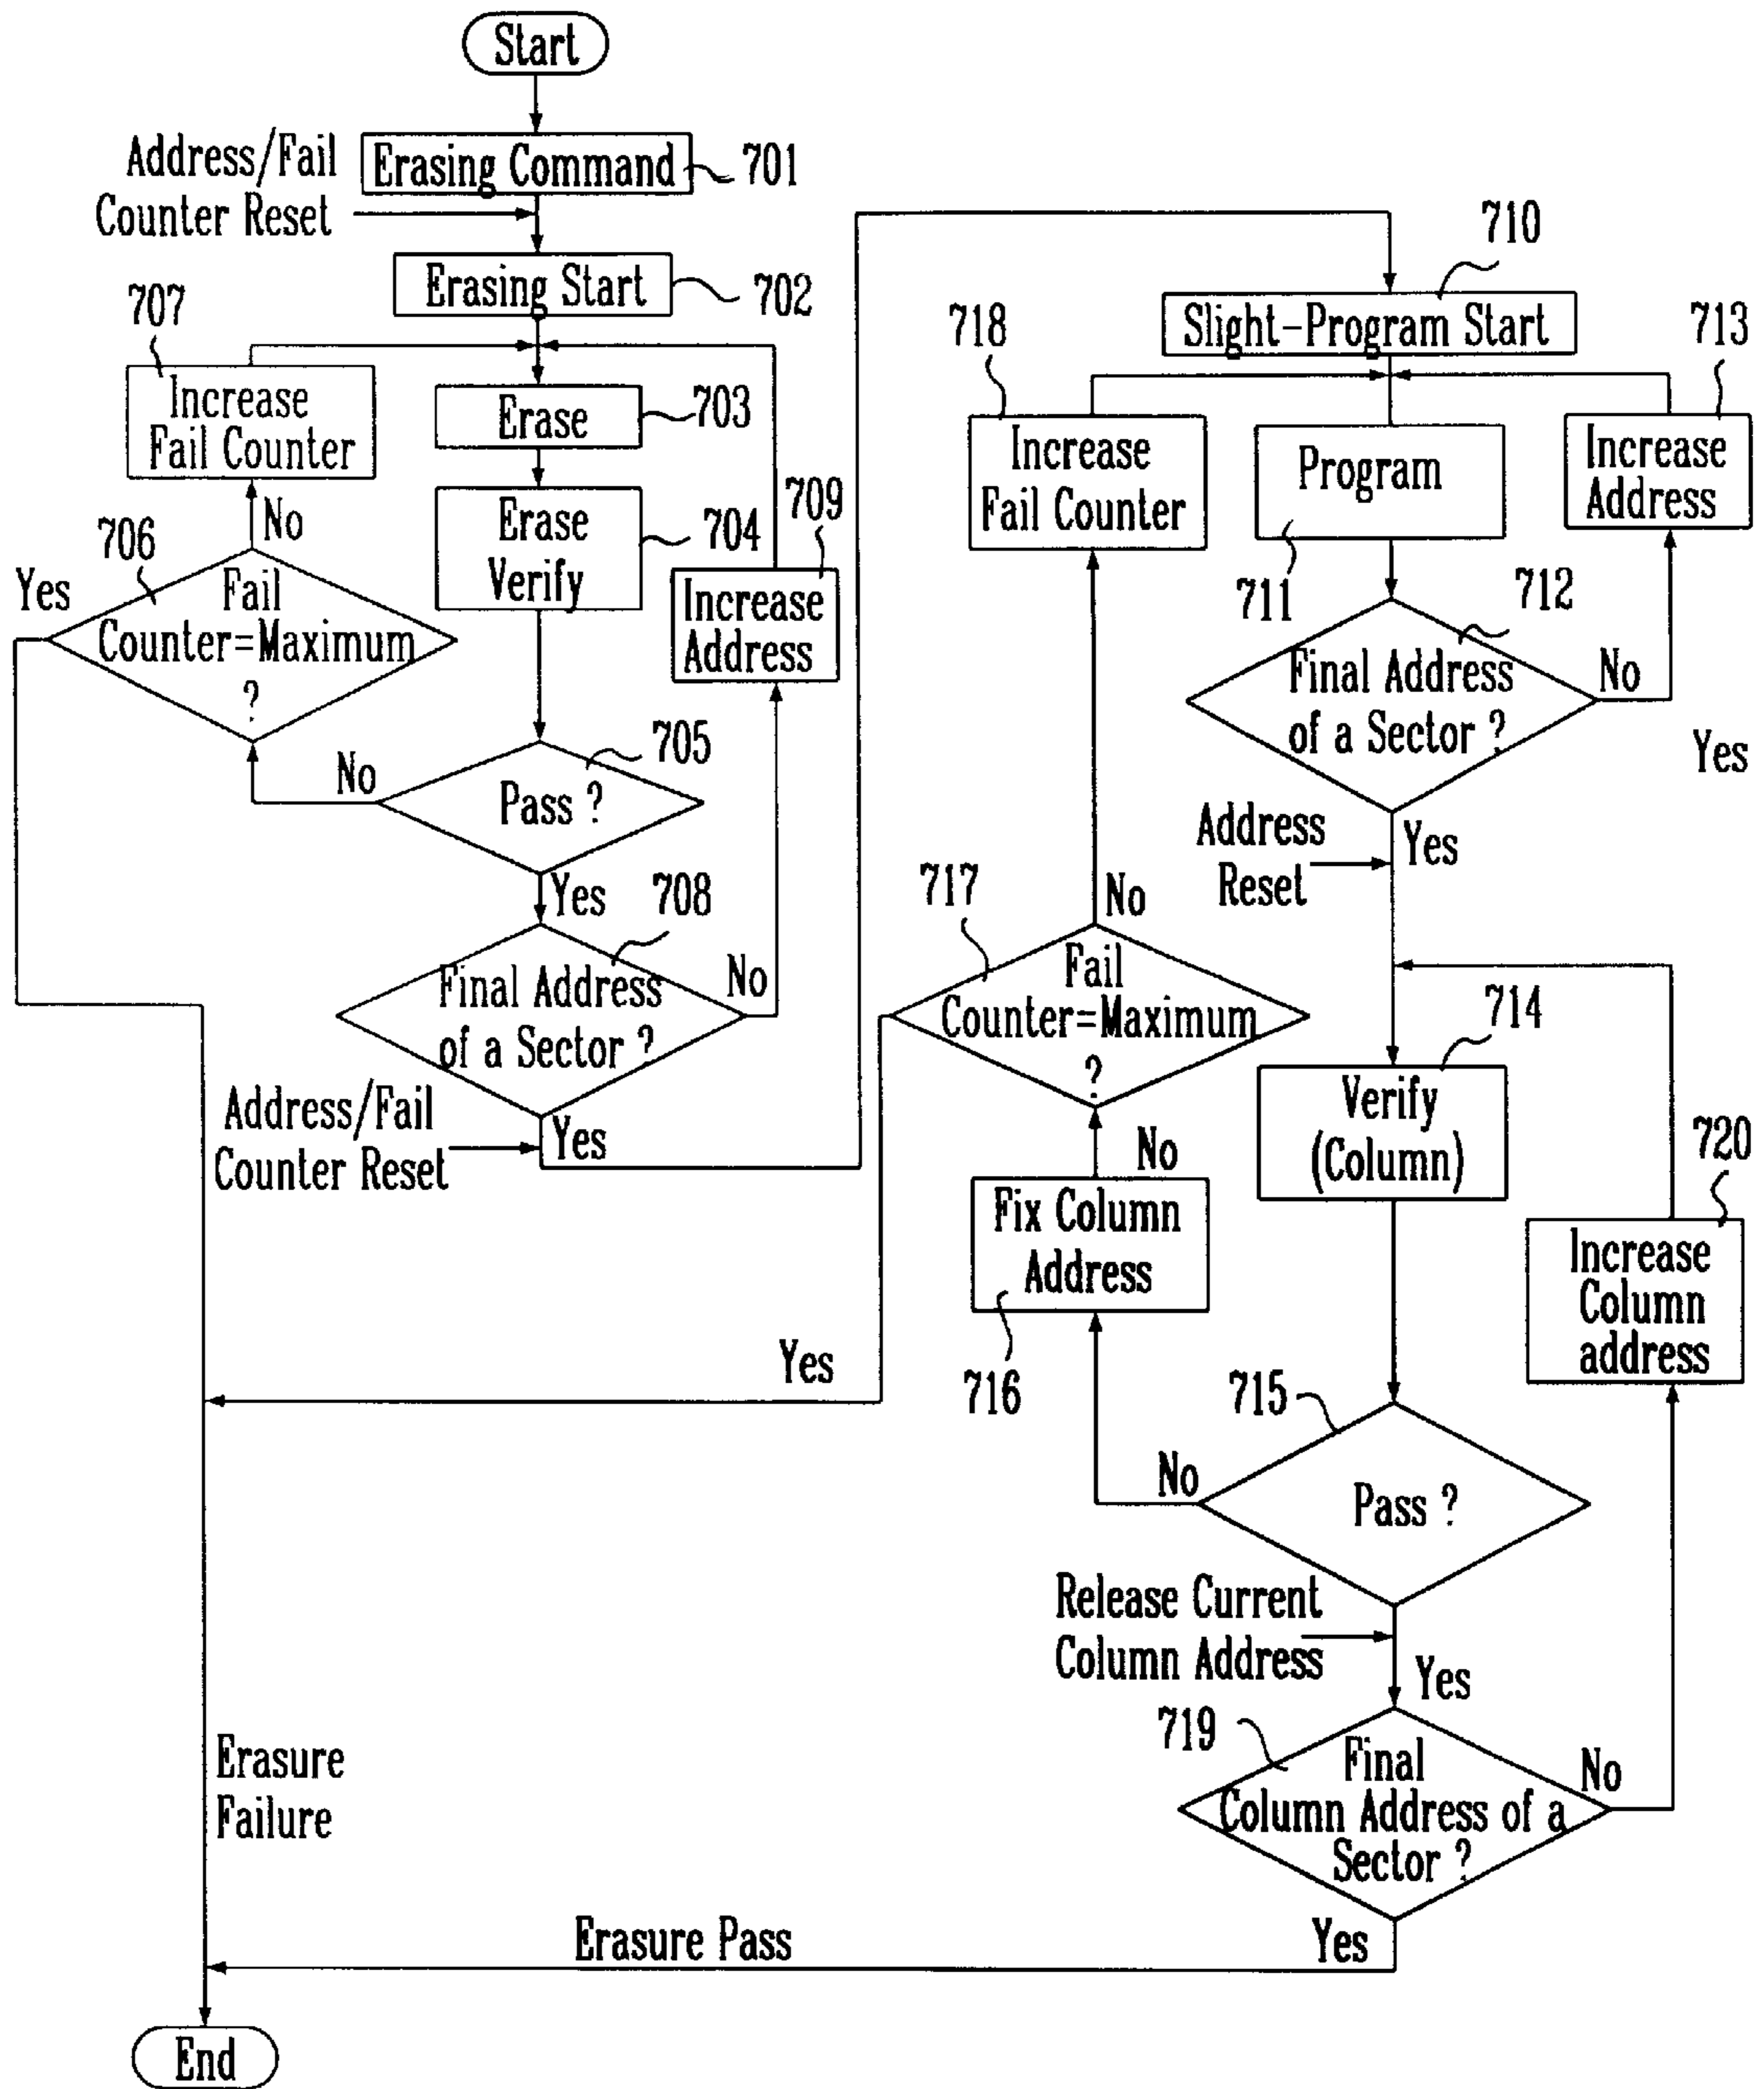 Start
Erasing Command
701
Address/Fail
Counter Reset
Erasing Start
702
707
Increase
Fail Counter
Erase
703
Erase
Verify
704
709
Increase
Address
No
706
Yes
Fail
Counter=Maximum
?
705
No
Pass ?
Yes
708
Final Address
of a Sector ?
No
Address/Fail
Counter Reset
Yes
710
Slight-Program Start
718
Increase
Fail Counter
Program
711
713
Increase
Address
712
Final Address
of a Sector ?
No
Yes
Address
Reset
Yes
717
No
Fail
Counter=Maximum
?
714
Verify
(Column)
No
Fix Column
Address
716
720
Increase
Column
address
Yes
715
No
Pass ?
Release Current
Column Address
Yes
719
Final
Column Address of a
Sector ?
No
Erasure
Failure
Erasure Pass
Yes
End